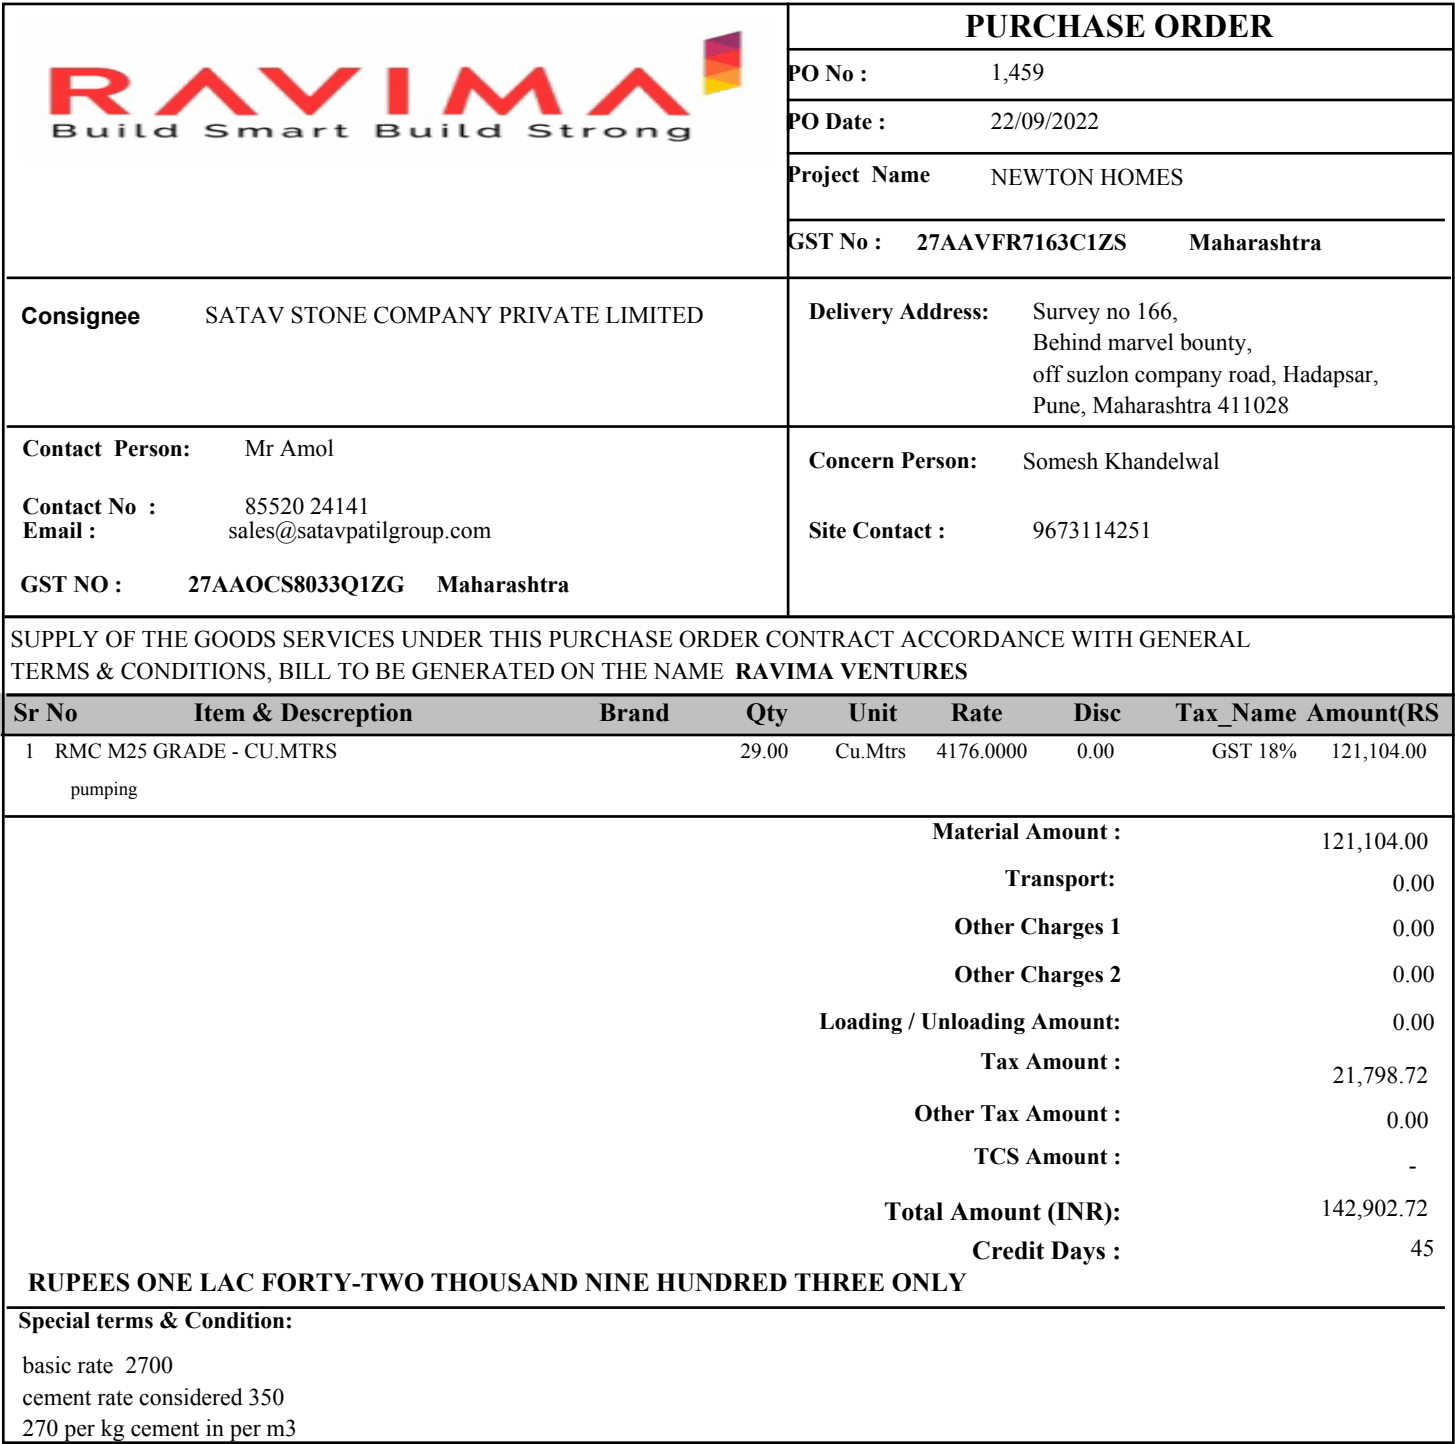 RAVIMA
Build Smart Build Strong
PURCHASE ORDER
PO No : 1,459
PO Date : 22/09/2022
Project Name NEWTON HOMES
GST No : 27AAVFR7163C1ZS Maharashtra
Consignee SATAV STONE COMPANY PRIVATE LIMITED
Delivery Address: Survey no 166,
Behind marvel bounty,
off suzlon company road, Hadapsar,
Pune, Maharashtra 411028
Contact Person: Mr Amol
Contact No : 85520 24141
Email : sales@satavpatilgroup.com
GST NO : 27AAOCS8033Q1ZG Maharashtra
Concern Person: Somesh Khandelwal
Site Contact : 9673114251
SUPPLY OF THE GOODS SERVICES UNDER THIS PURCHASE ORDER CONTRACT ACCORDANCE WITH GENERAL
TERMS & CONDITIONS, BILL TO BE GENERATED ON THE NAME RAVIMA VENTURES
Sr No Item & Descreption Brand Qty Unit Rate Disc Tax_Name Amount(RS
1 RMC M25 GRADE - CU.MTRS 29.00 Cu.Mtrs 4176.0000 0.00 GST 18% 121,104.00
pumping
Material Amount : 121,104.00
Transport: 0.00
Other Charges 1 0.00
Other Charges 2 0.00
Loading / Unloading Amount: 0.00
Tax Amount : 21,798.72
Other Tax Amount : 0.00
TCS Amount : -
Total Amount (INR): 142,902.72
Credit Days : 45
RUPEES ONE LAC FORTY-TWO THOUSAND NINE HUNDRED THREE ONLY
Special terms & Condition:
basic rate 2700
cement rate considered 350
270 per kg cement in per m3